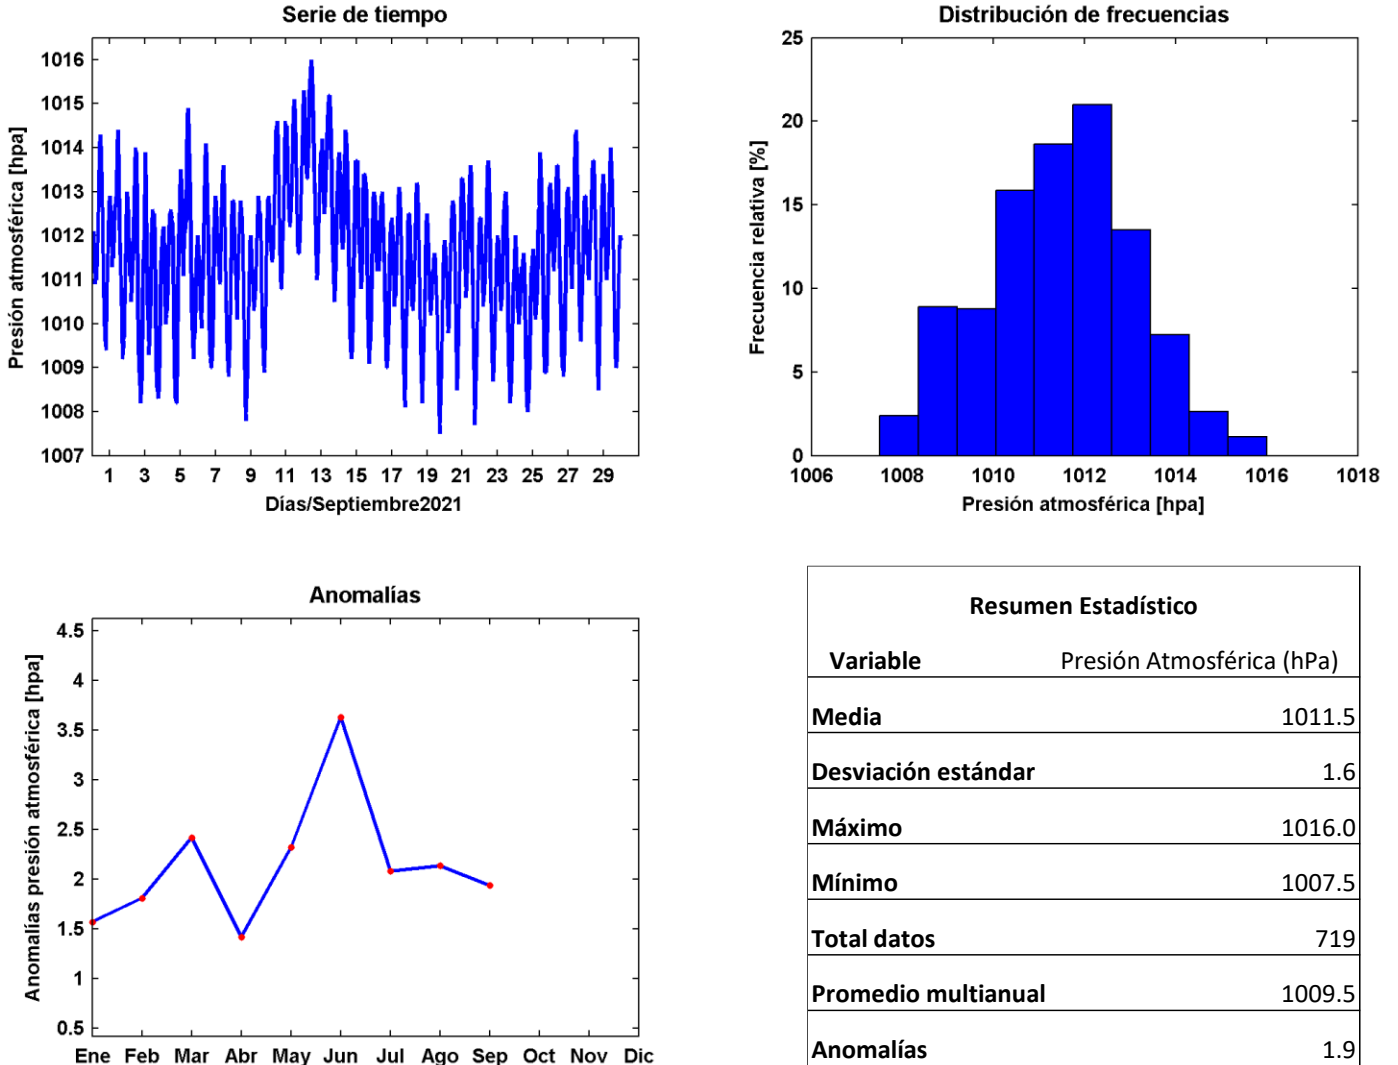 Serie de tiempo
Presión atmosférica [hpa]
1016
1015
1014
1013
1012
1011
1010
1009
1008
1007
1 3 5 7 9 11 13 15 17 19 21 23 25 27 29
Días/Septiembre2021
Distribución de frecuencias
Frecuencia relativa [%]
25
20
15
10
5
0
1006 1008 1010 1012 1014 1016 1018
Presión atmosférica [hpa]
Anomalías
Anomalías presión atmosférica [hpa]
4.5
4
3.5
3
2.5
2
1.5
1
0.5
Ene Feb Mar Abr May Jun Jul Ago Sep Oct Nov Dic
Resumen Estadístico
Variable Presión Atmosférica (hPa)
Media 1011.5
Desviación estándar 1.6
Máximo 1016.0
Mínimo 1007.5
Total datos 719
Promedio multianual 1009.5
Anomalías 1.9